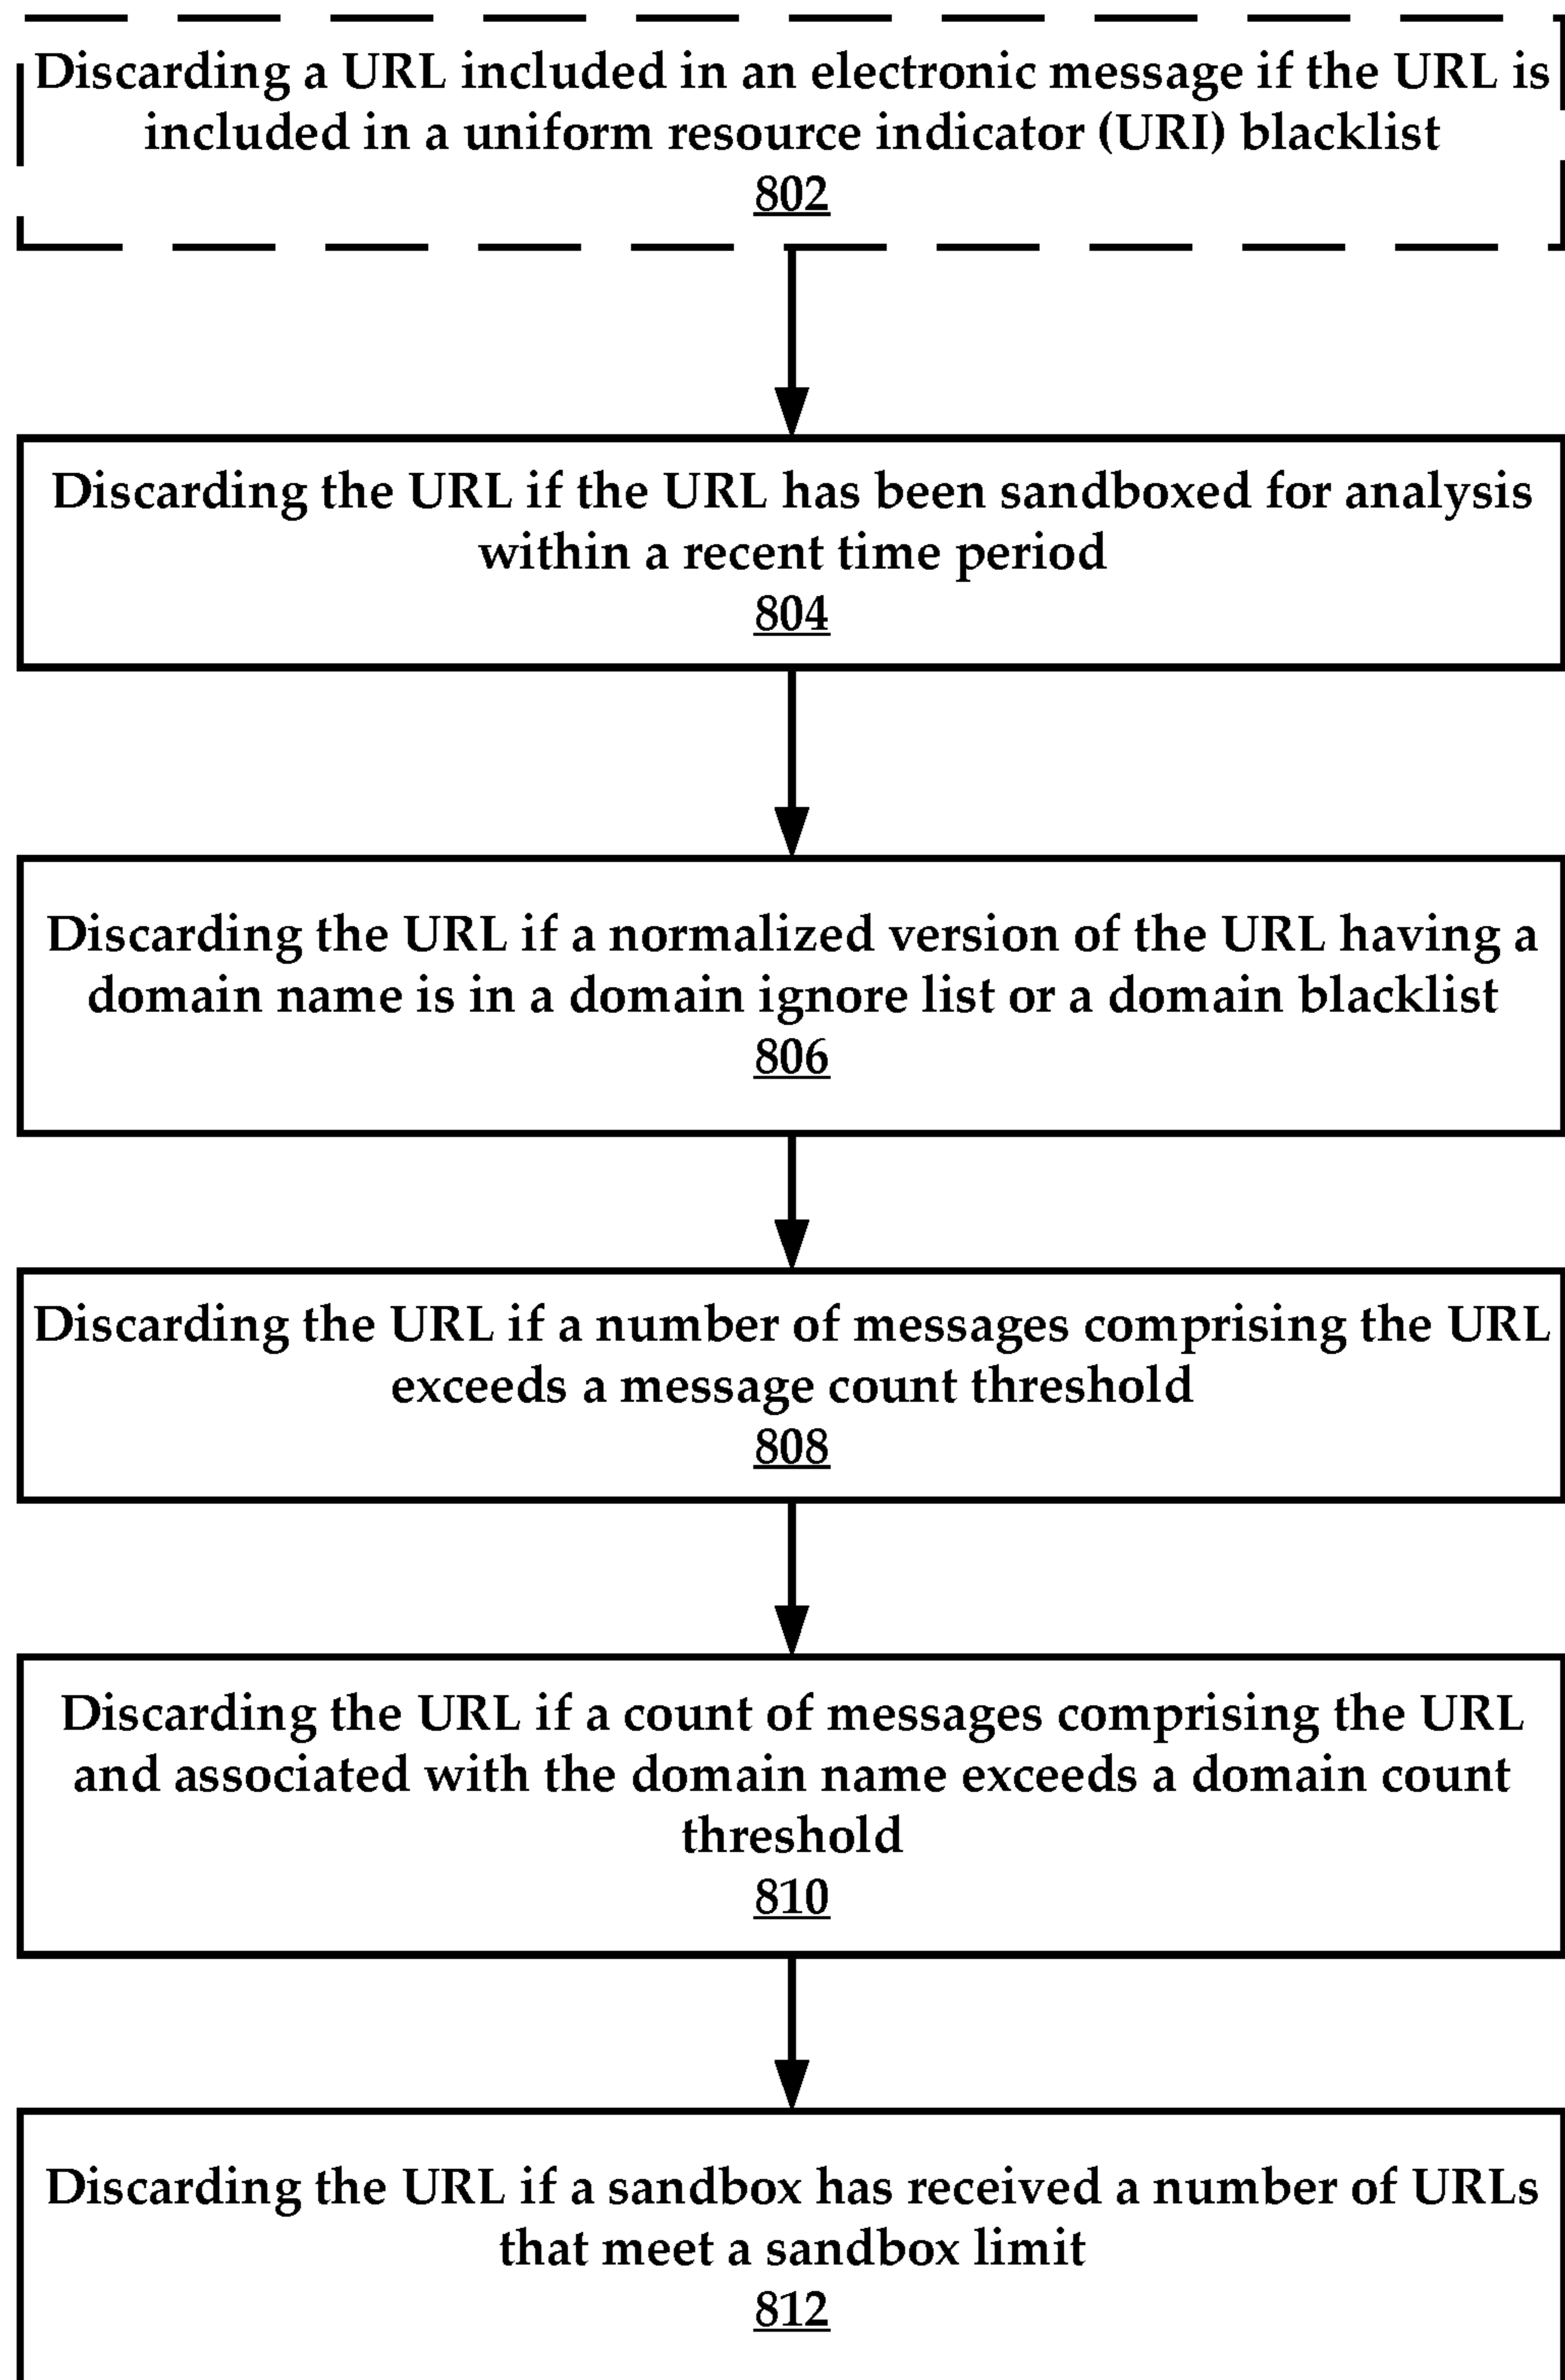 Discarding a URL included in an electronic message if the URL is
included in a uniform resource indicator (URI) blacklist
802
Discarding the URL if the URL has been sandboxed for analysis
within a recent time period
804
Discarding the URL if a normalized version of the URL having a
domain name is in a domain ignore list or a domain blacklist
806
Discarding the URL if a number of messages comprising the URL
exceeds a message count threshold
808
Discarding the URL if a count of messages comprising the URL
and associated with the domain name exceeds a domain count
threshold
810
Discarding the URL if a sandbox has received a number of URLs
that meet a sandbox limit
812